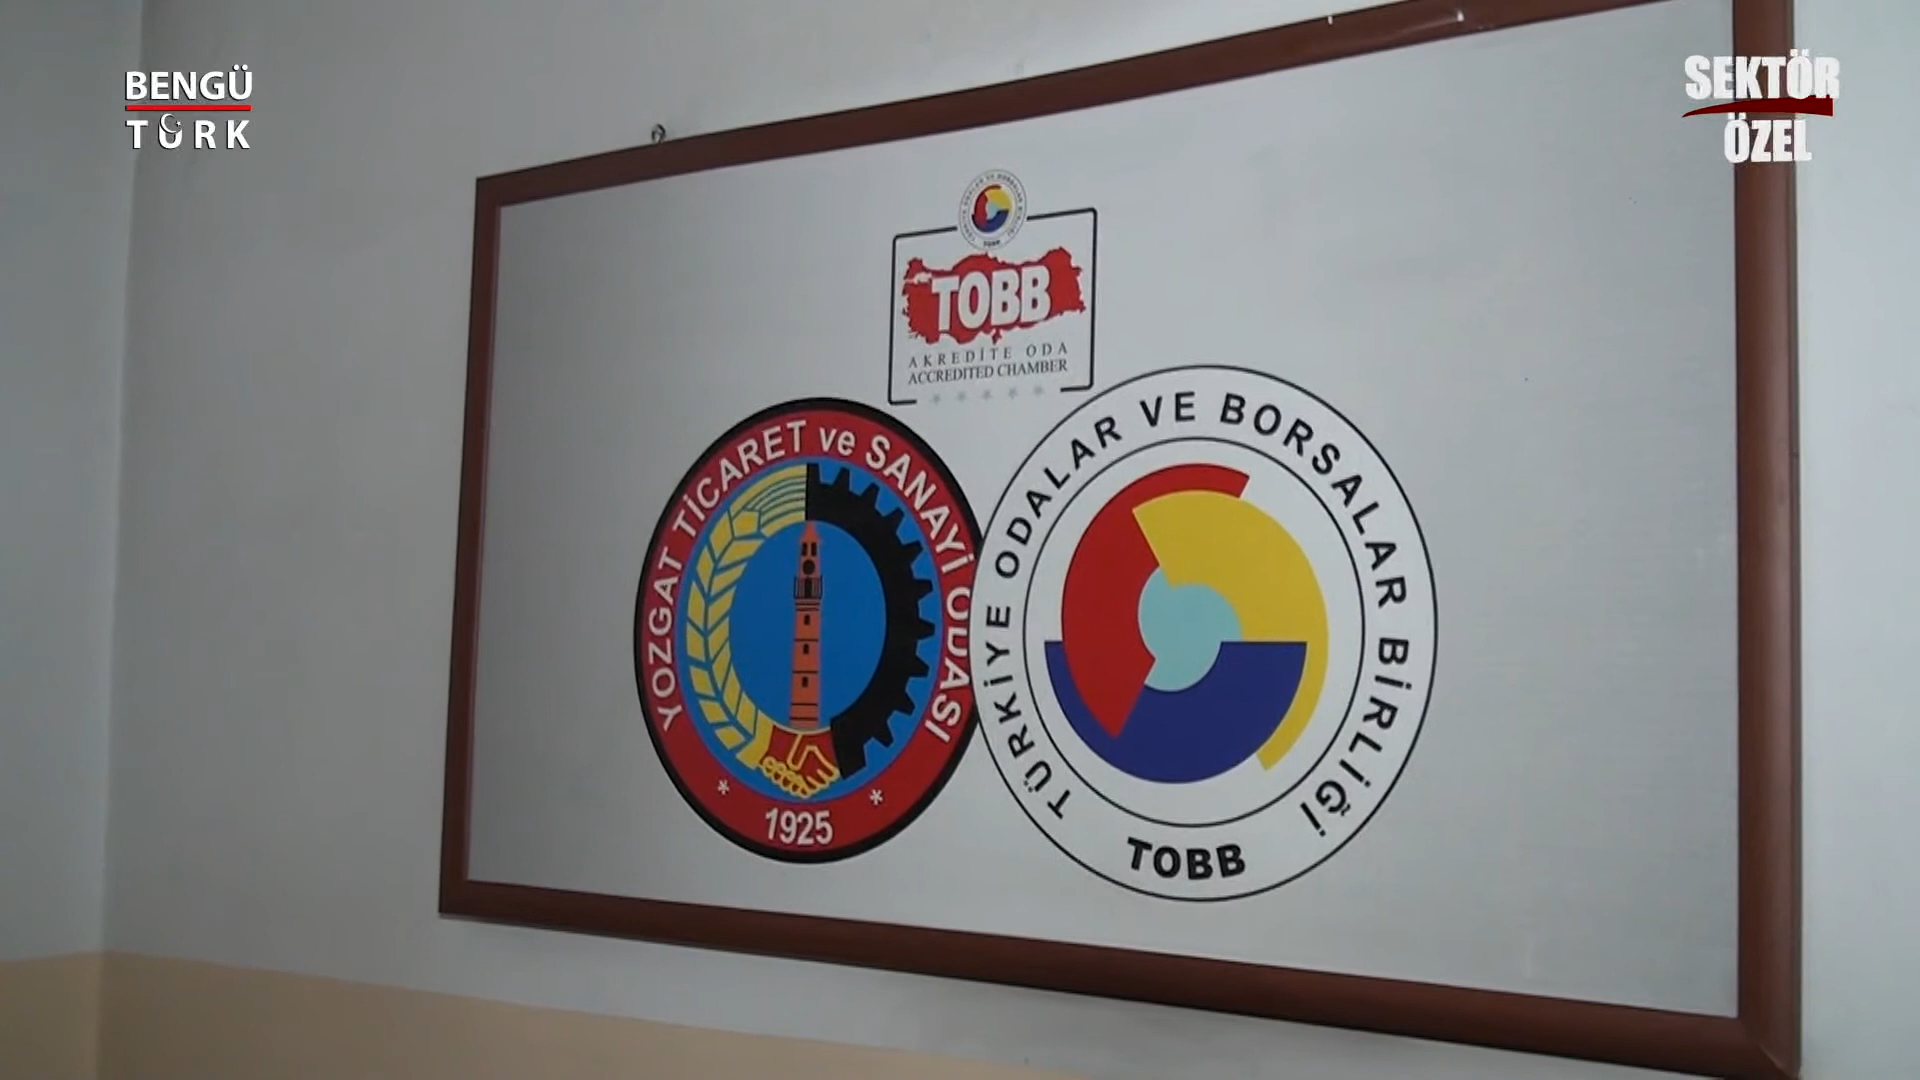 BENGÜ
TÜRK
SEKTÖR
ÖZEL
TOBB
AKREDİTE ODA
ACCREDITED CHAMBER
YOZGAT TİCARET ve SANAYİ ODASI
* 1925 *
TÜRKİYE ODALAR VE BORSALAR BİRLİĞİ
TOBB